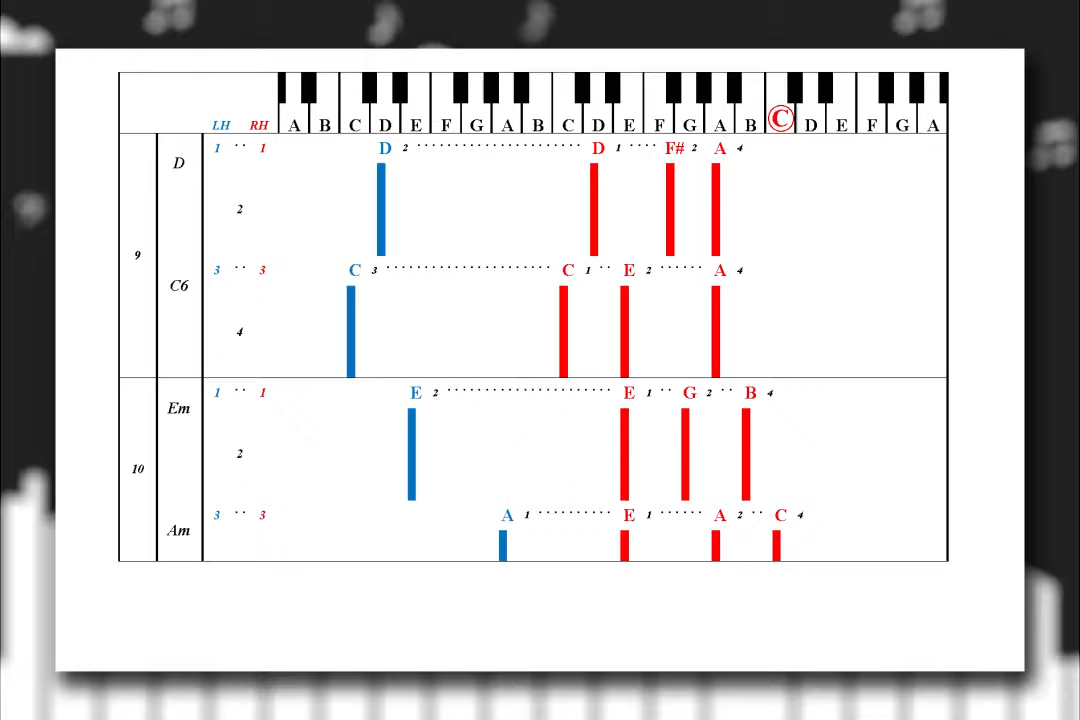 LH RH A B C D E F G A B C D E F G A B C D E F G A
1 ·· 1 D 2 ···························· D 1 ···· F# 2 A 4
D
2
9
3 ·· 3 C 3 ···························· C 1 ·· E 2 ······ A 4
C6
4
1 ·· 1 E 2 ···························· E 1 ·· G 2 ·· B 4
Em
2
10
3 ·· 3 A 1 ·············· E 1 ······ A 2 ·· C 4
Am